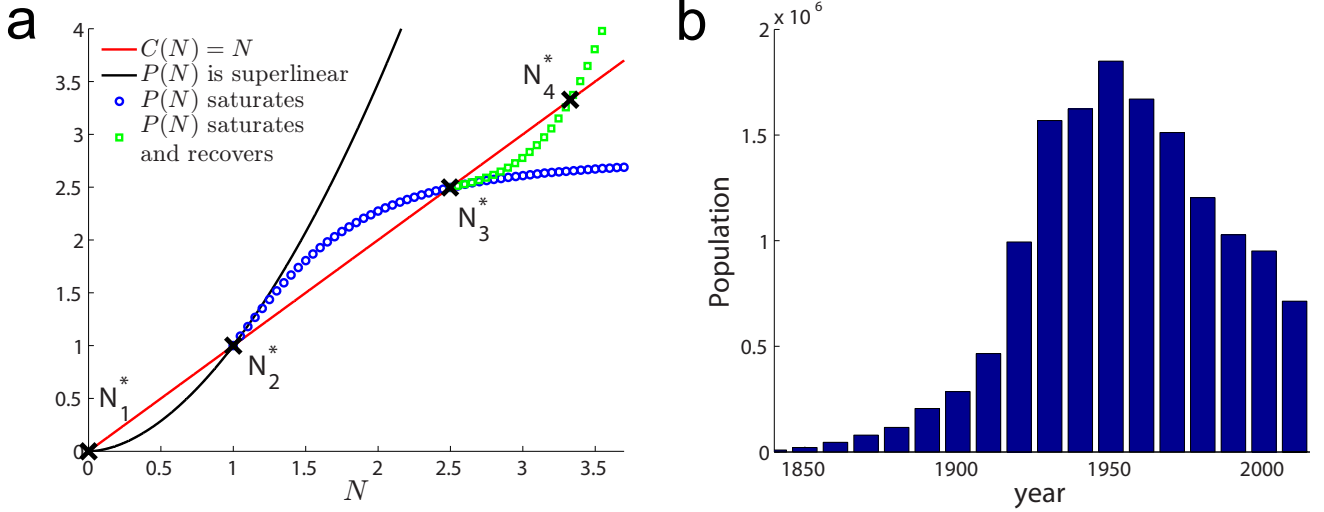 a
4
3.5
3
2.5
2
1.5
1
0.5
0
C(N) = N
P(N) is superlinear
P(N) saturates
P(N) saturates
and recovers
N₁*
N₂*
N₃*
N₄*
0 0.5 1 1.5 2 2.5 3 3.5
N
b
x 10⁶
2
1.5
1
0.5
0
Population
1850 1900 1950 2000
year